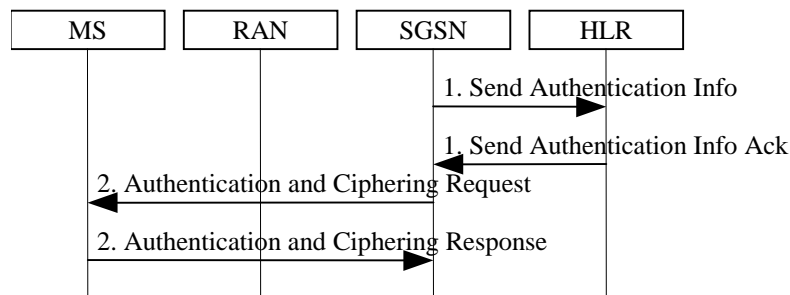 MS RAN SGSN HLR
1. Send Authentication Info
1. Send Authentication Info Ack
2. Authentication and Ciphering Request
2. Authentication and Ciphering Response